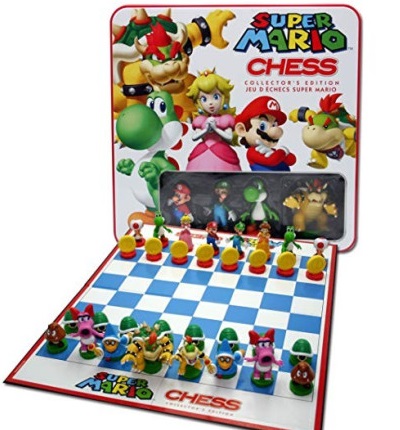 SUPER
MARIO
CHESS
COLLECTOR'S EDITION
JEU D'ÉCHECS SUPER MARIO
SUPER
MARIO
CHESS
COLLECTOR'S EDITION